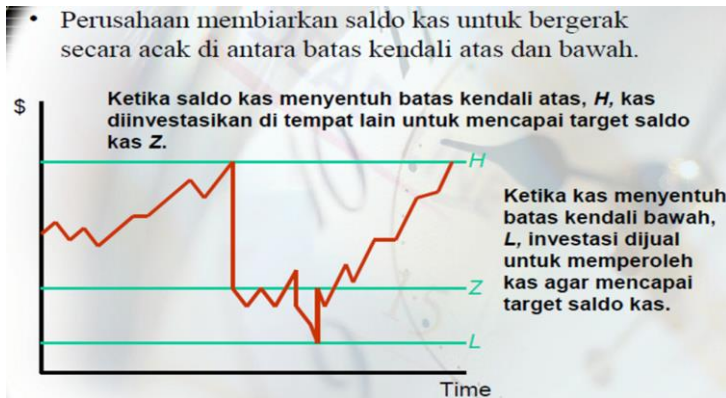 • Perusahaan membiarkan saldo kas untuk bergerak
secara acak di antara batas kendali atas dan bawah.
$
Ketika saldo kas menyentuh batas kendali atas, H, kas
diinvestasikan di tempat lain untuk mencapai target saldo
kas Z.
H
Ketika kas menyentuh
batas kendali bawah,
L, investasi dijual
untuk memperoleh
kas agar mencapai
target saldo kas.
Z
L
Time